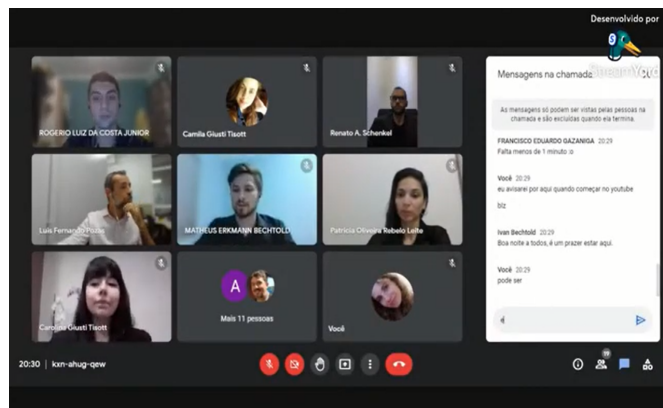 Desenvolvido por
StreamYard
ROGERIO LUIZ DA COSTA JUNIOR
Camila Giusti Tisott
Renato A. Schenkel
Luis Fernando
MATHEUS ERKMANN BECHTOLD
Patrícia Oliveira Rebelo Leite
Carolina Giusti Tisott
A
Mais 11 pessoas
Você
Mensagens na chamada
As mensagens só podem ser vistas pelas pessoas na
chamada e são excluídas quando ela termina.
FRANCISCO EDUARDO GAZANIGA 20:29
Falta menos de 1 minuto :o
Você 20:29
eu avisarei por aqui quando começar no youtube
blz
Ivan Bechtold 20:29
Boa noite a todos, é um prazer estar aqui.
Você 20:29
pode ser
20:30 | kxn-ahug-qew
19